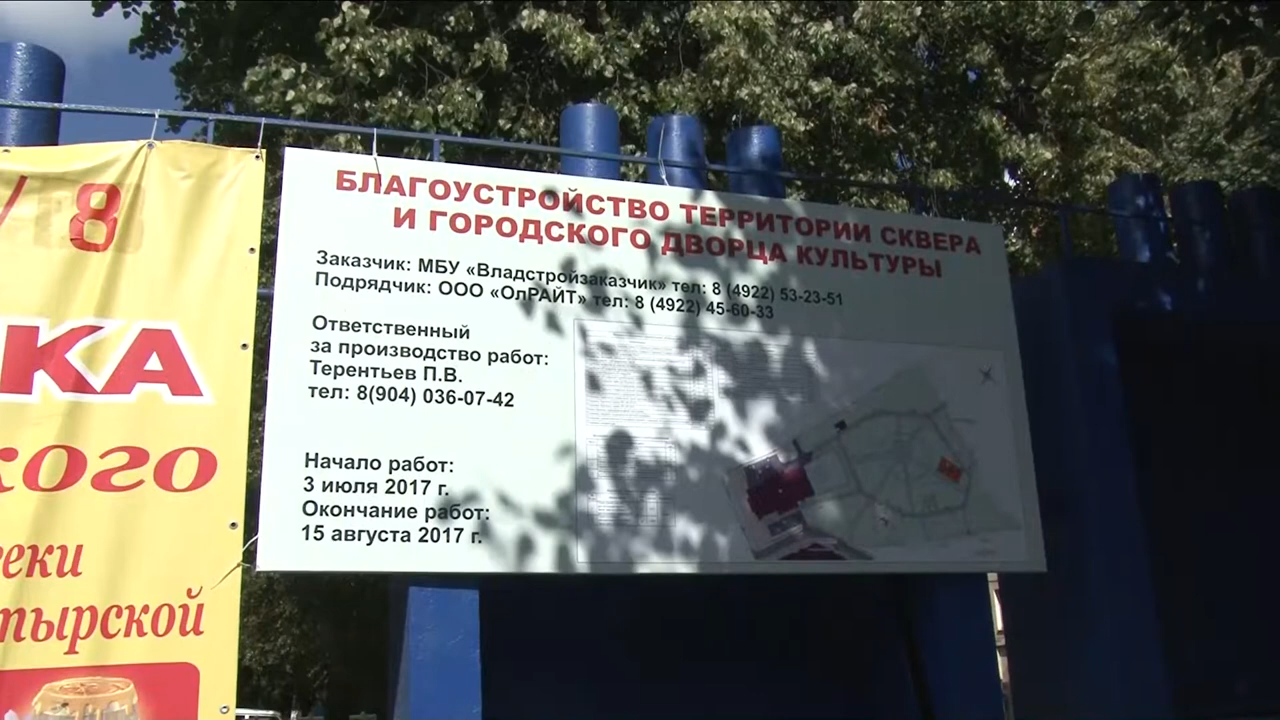 БЛАГОУСТРОЙСТВО ТЕРРИТОРИИ СКВЕРА
И ГОРОДСКОГО ДВОРЦА КУЛЬТУРЫ
Заказчик: МБУ «Владстройзаказчик» тел: 8 (4922) 53-23-51
Подрядчик: ООО «ОлРАЙТ» тел: 8 (4922) 45-60-33
Ответственный
за производство работ:
Терентьев П.В.
тел: 8(904) 036-07-42
Начало работ:
3 июля 2017 г.
Окончание работ:
15 августа 2017 г.
/ 8
КА
кого
еки
тырской